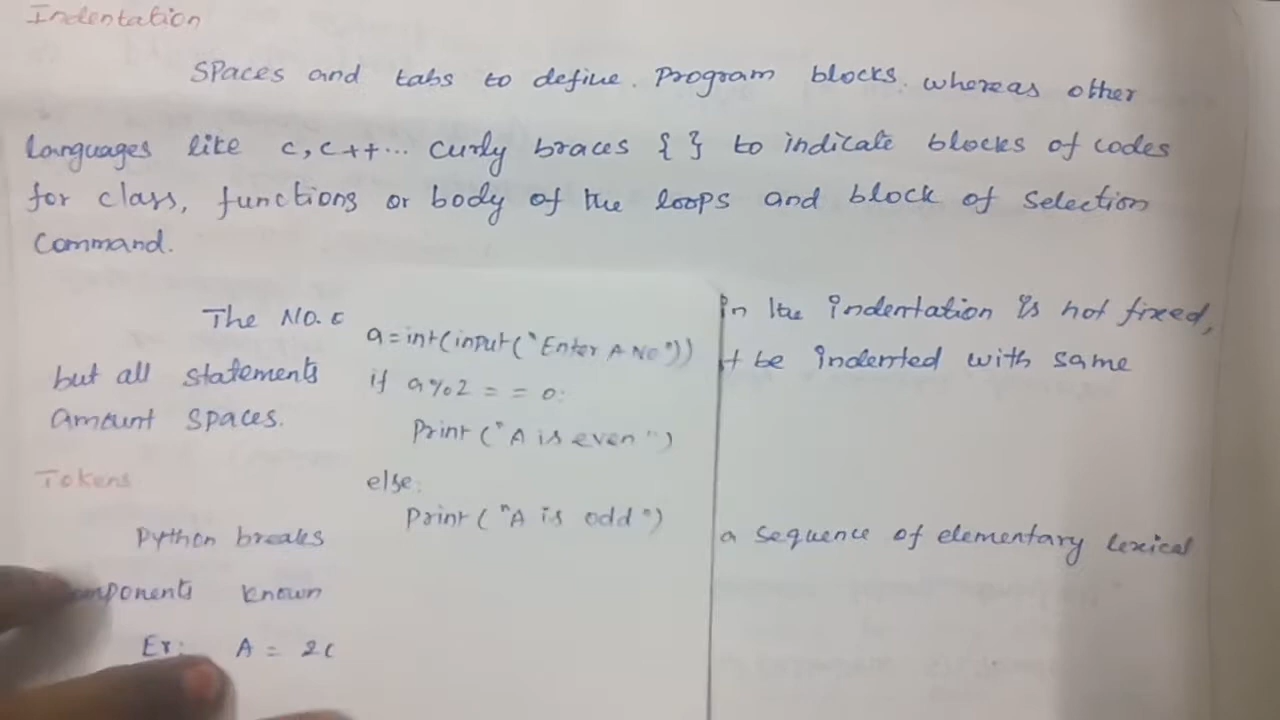 Indentation
Spaces and tabs to define. Program blocks. whereas other
languages like c, c++... curly braces { } to indicate blocks of codes
for class, functions or body of the loops and block of selection
Command.
The NO. in the indentation is not fixed,
but all statements be indented with same
amount spaces.
Tokens
Python breaks a sequence of elementary lexical
known
Ex: A =
a=int(input("Enter A No"))
if a%2 = = 0:
Print ("A is even")
else:
Print ("A is odd")